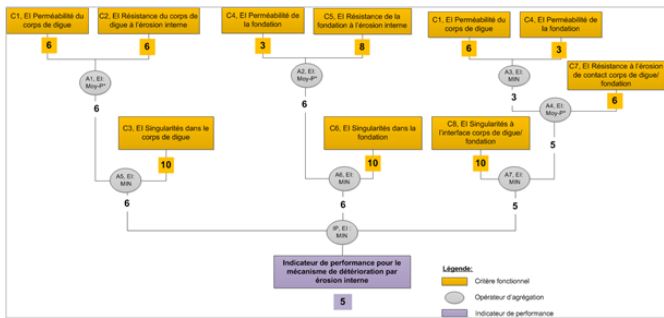 C1, EI Perméabilité du
corps de digue
6
C2, EI Résistance du corps
de digue à l'érosion interne
6
A1, EI:
Moy-P*
6
C3, EI Singularités dans le
corps de digue
10
A5, EI:
MIN
6
C4, EI Perméabilité de
la fondation
3
C5, EI Résistance de la
fondation à l'érosion interne
8
A2, EI:
Moy-P*
6
C6, EI Singularités dans la
fondation
10
A6, EI:
MIN
6
C1, EI Perméabilité du
corps de digue
6
C4, EI Perméabilité de
la fondation
3
A3, EI:
MIN
3
C7, EI Résistance à l'érosion
de contact corps de digue/
fondation
6
A4, EI:
Moy-P*
5
C8, EI Singularités à
l'interface corps de digue/
fondation
10
A7, EI:
MIN
5
IP, EI:
MIN
Indicateur de performance pour le
mécanisme de détérioration par
érosion interne
5
Légende:
Critère fonctionnel
Opérateur d'agrégation
Indicateur de performance